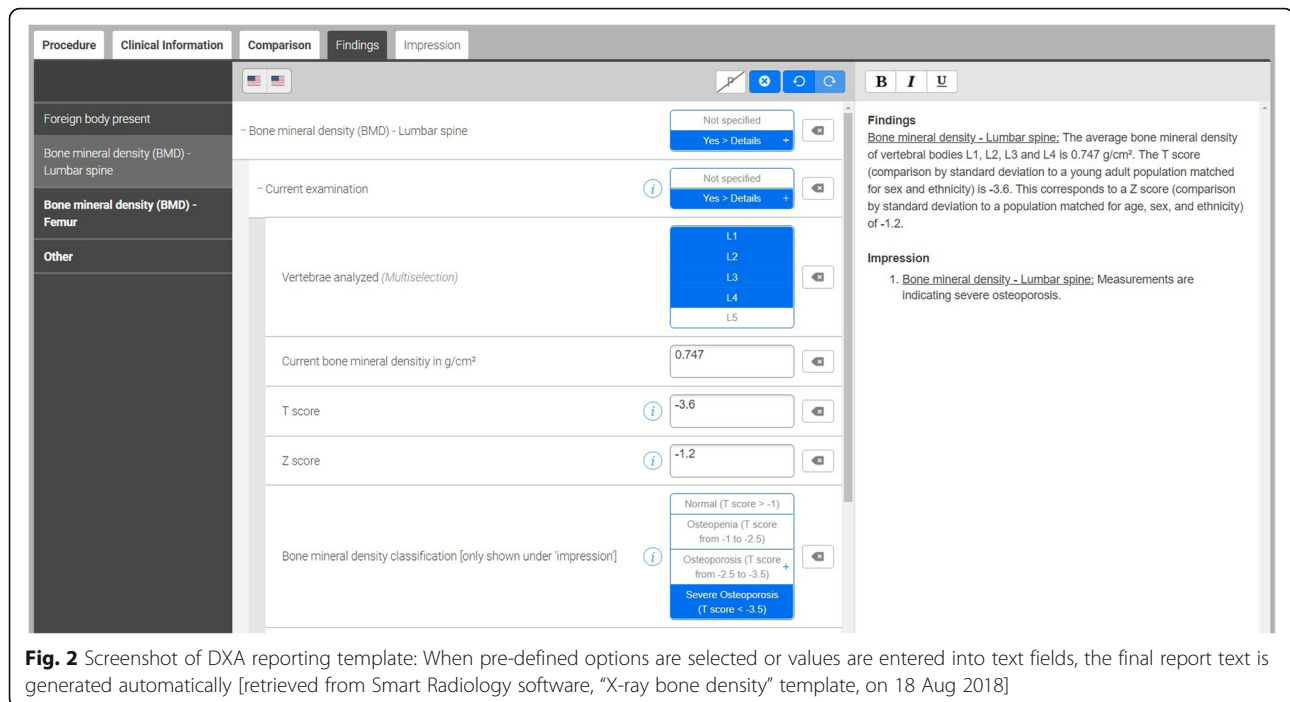 Procedure
Clinical Information
Comparison
Findings
Impression
P
B I U
Foreign body present
Bone mineral density (BMD) -
Lumbar spine
Bone mineral density (BMD) -
Femur
Other
– Bone mineral density (BMD) - Lumbar spine
Not specified
Yes > Details +
– Current examination
i
Not specified
Yes > Details +
Vertebrae analyzed (Multiselection)
L1
L2
L3
L4
L5
Current bone mineral densitiy in g/cm²
0.747
T score
i
-3.6
Z score
i
-1.2
Bone mineral density classification [only shown under 'impression']
i
Normal (T score > -1)
Osteopenia (T score
from -1 to -2.5)
Osteoporosis (T score
from -2.5 to -3.5) +
Severe Osteoporosis
(T score < -3.5)
Findings
Bone mineral density - Lumbar spine: The average bone mineral density
of vertebral bodies L1, L2, L3 and L4 is 0.747 g/cm². The T score
(comparison by standard deviation to a young adult population matched
for sex and ethnicity) is -3.6. This corresponds to a Z score (comparison
by standard deviation to a population matched for age, sex, and ethnicity)
of -1.2.
Impression
1. Bone mineral density - Lumbar spine: Measurements are
indicating severe osteoporosis.
Fig. 2 Screenshot of DXA reporting template: When pre-defined options are selected or values are entered into text fields, the final report text is
generated automatically [retrieved from Smart Radiology software, “X-ray bone density” template, on 18 Aug 2018]